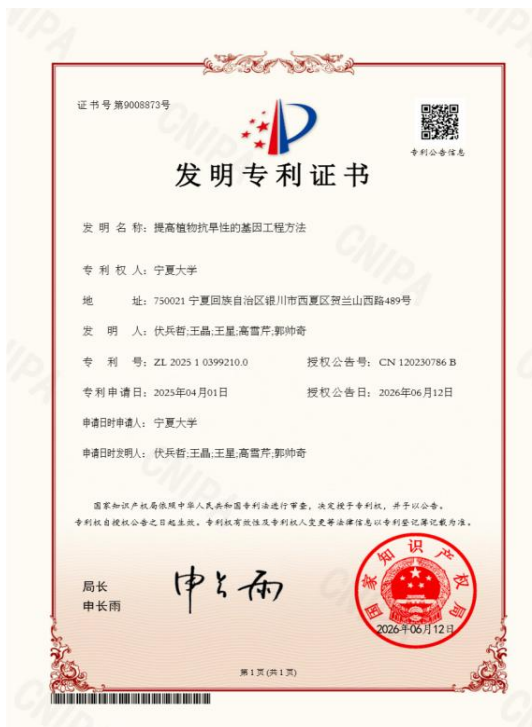 证书号第9008873号
专利公告信息
发明专利证书
发明名称：提高植物抗旱性的基因工程方法
专利权人：宁夏大学
地址：750021 宁夏回族自治区银川市西夏区贺兰山西路489号
发明人：伏兵哲;王晶;王星;高雪芹;郭帅奇
专利号：ZL 2025 1 0399210.0 授权公告号：CN 120230786 B
专利申请日：2025年04月01日 授权公告日：2026年06月12日
申请日时申请人：宁夏大学
申请日时发明人：伏兵哲;王晶;王星;高雪芹;郭帅奇
国家知识产权局依照中华人民共和国专利法进行审查，决定授予专利权，并予以公告。
专利权自授权公告之日起生效。专利权有效性及专利权人变更等法律信息以专利登记簿记载为准。
局长
申长雨
申长雨
国家知识产权局
2026年06月12日
第1页(共1页)
CNIPA
CNIPA
CNIPA
CNIPA
CNIPA